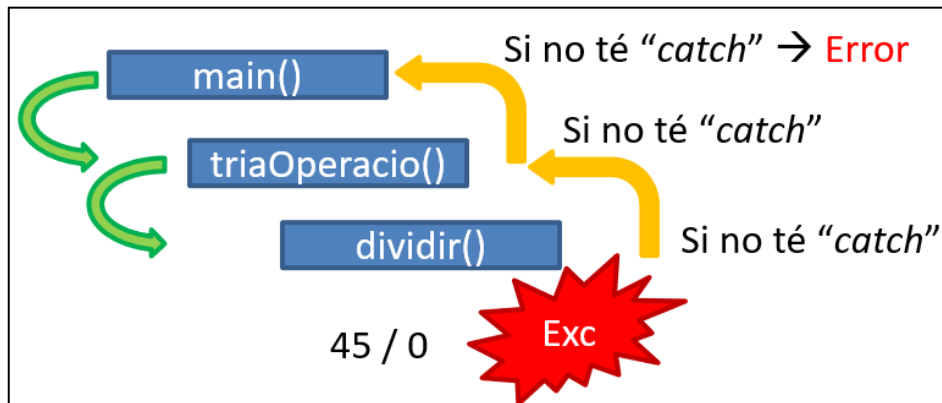 Si no té “catch” → Error
main()
Si no té “catch”
triaOperacio()
Si no té “catch”
dividir()
Exc
45 / 0